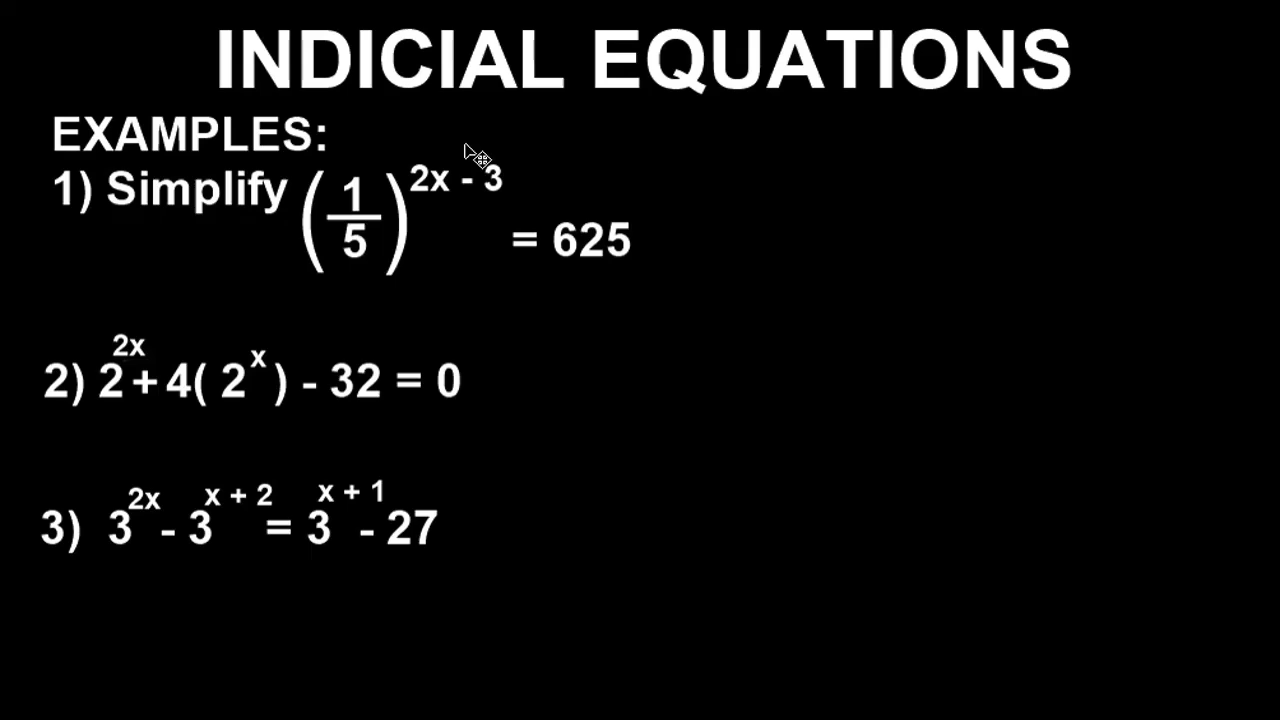 INDICIAL EQUATIONS
EXAMPLES:
1) Simplify (1/5)^(2x - 3) = 625
2) 2^(2x) + 4( 2^x ) - 32 = 0
3) 3^(2x) - 3^(x + 2) = 3^(x + 1) - 27